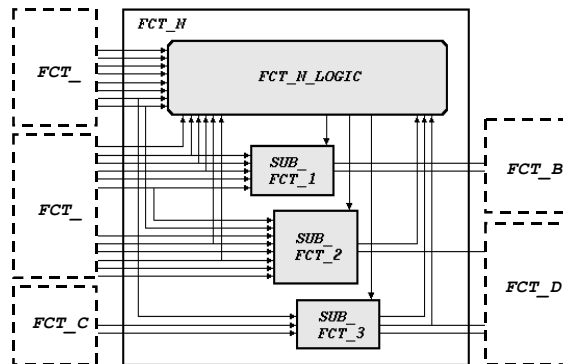 FCT_N
FCT_
FCT_N_LOGIC
SUB_
FCT_1
FCT_B
FCT_
SUB_
FCT_2
FCT_D
FCT_C
SUB_
FCT_3